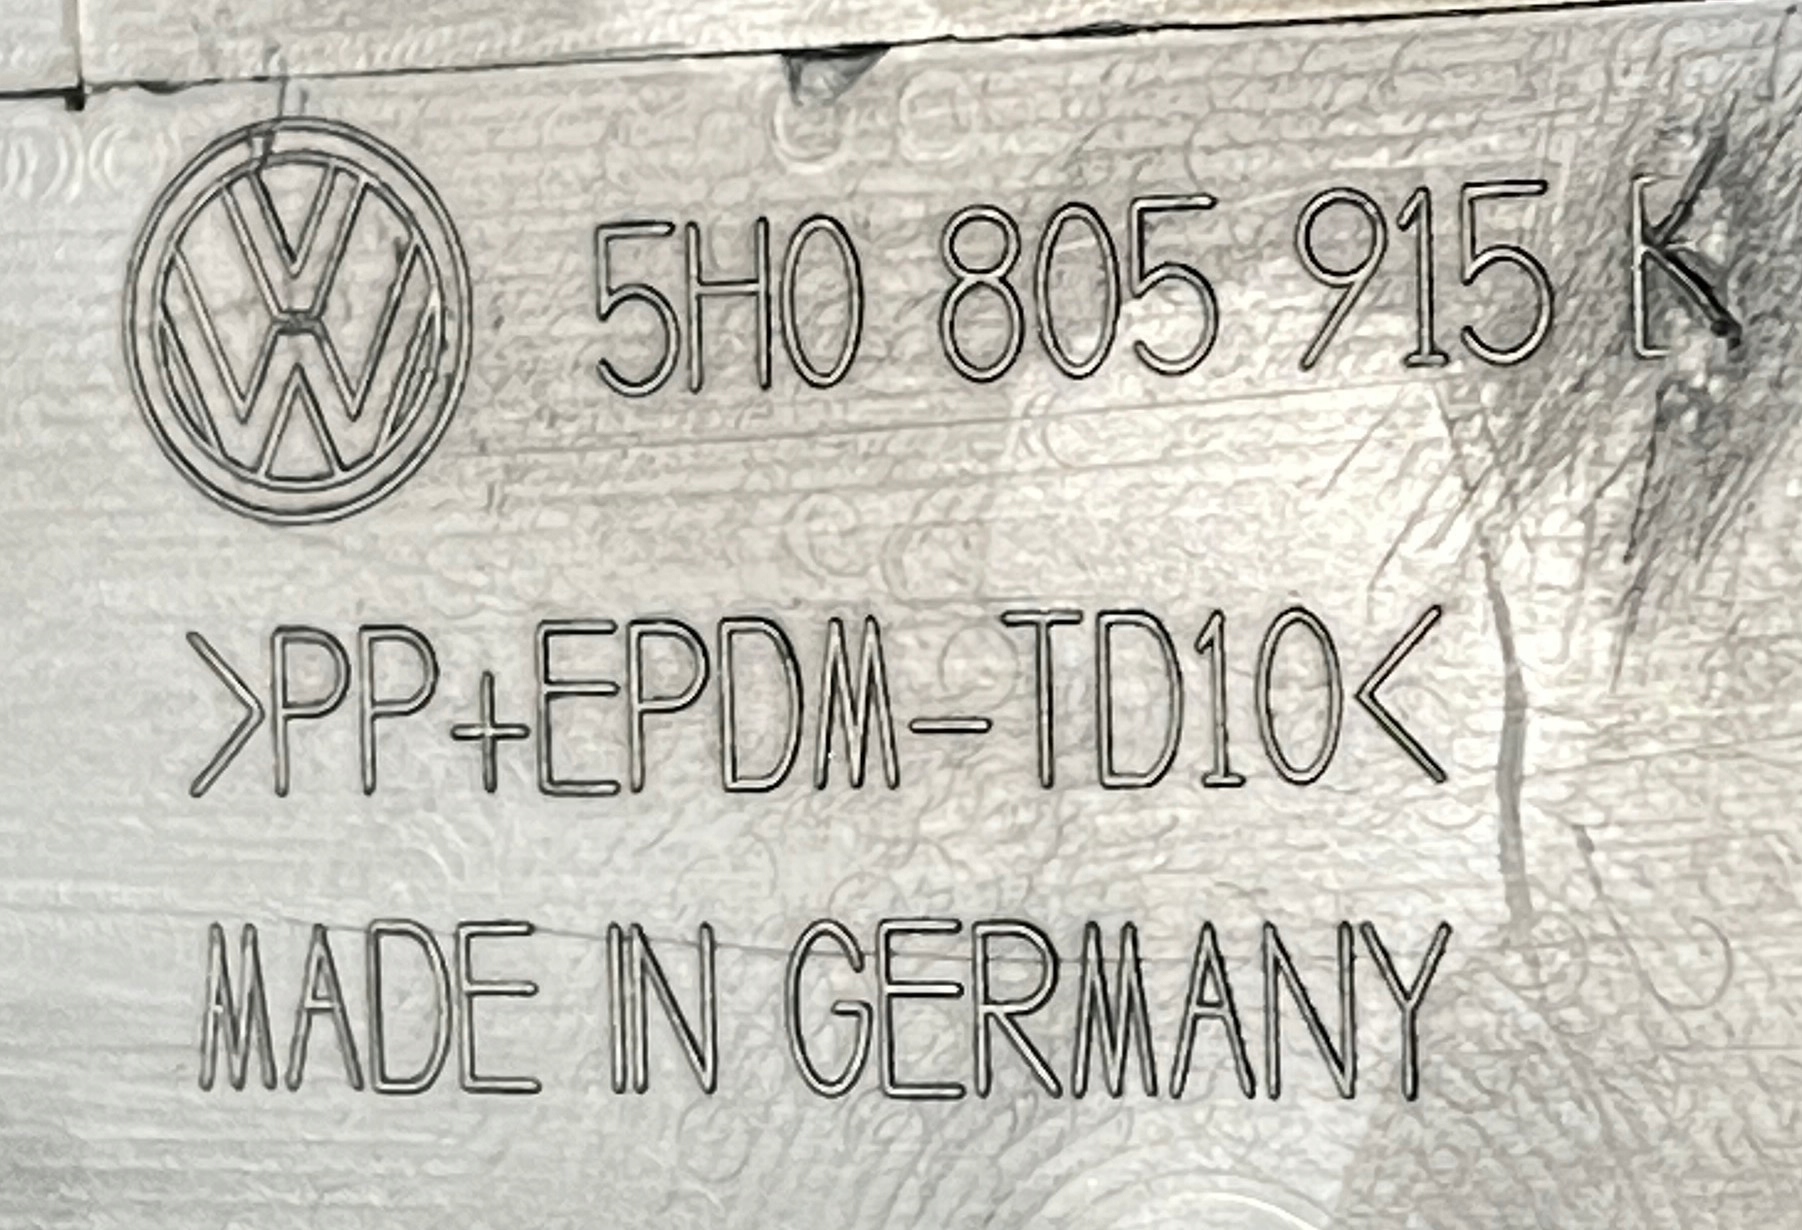 5H0 805 915 K
>PP+EPDM-TD10<
MADE IN GERMANY